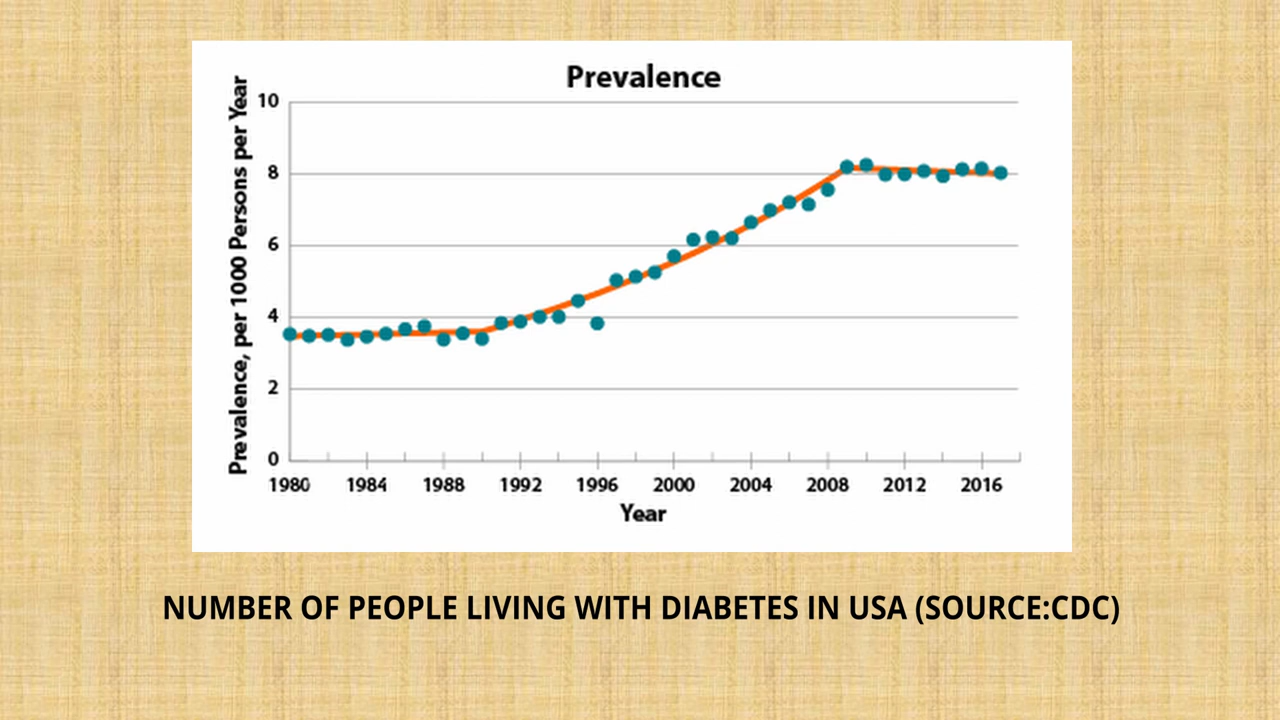 Prevalence
Prevalence, per 1000 Persons per Year
10
8
6
4
2
0
1980 1984 1988 1992 1996 2000 2004 2008 2012 2016
Year
NUMBER OF PEOPLE LIVING WITH DIABETES IN USA (SOURCE:CDC)